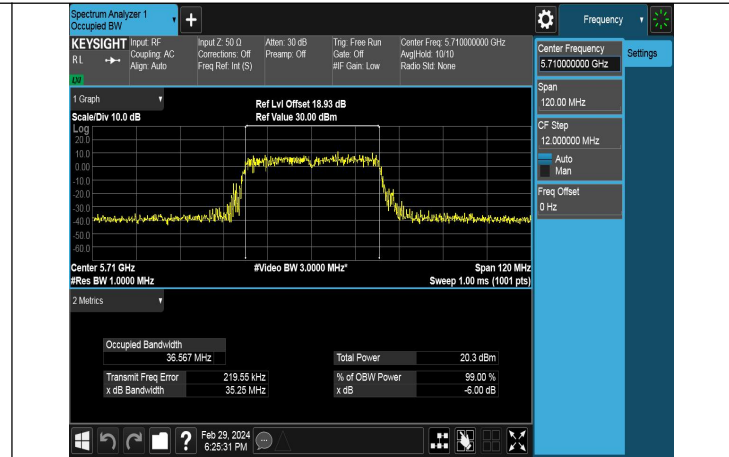 Spectrum Analyzer 1
Occupied BW
+
Frequency
KEYSIGHT
R L
LXI
Input: RF
Coupling: AC
Align: Auto
Input Z: 50 Ω
Corrections: Off
Freq Ref: Int (S)
Atten: 30 dB
Preamp: Off
Trig: Free Run
Gate: Off
#IF Gain: Low
Center Freq: 5.710000000 GHz
Avg|Hold: 10/10
Radio Std: None
Center Frequency
5.710000000 GHz
Settings
Span
120.00 MHz
CF Step
12.000000 MHz
Auto
Man
Freq Offset
0 Hz
1 Graph
Scale/Div 10.0 dB
Ref Lvl Offset 18.93 dB
Ref Value 30.00 dBm
Log
20.0
10.0
0.00
-10.0
-20.0
-30.0
-40.0
-50.0
-60.0
Center 5.71 GHz
#Video BW 3.0000 MHz*
Span 120 MHz
#Res BW 1.0000 MHz
Sweep 1.00 ms (1001 pts)
2 Metrics
Occupied Bandwidth
36.567 MHz
Total Power
20.3 dBm
Transmit Freq Error
219.55 kHz
% of OBW Power
99.00 %
x dB Bandwidth
35.25 MHz
x dB
-6.00 dB
?
Feb 29, 2024
6:25:31 PM